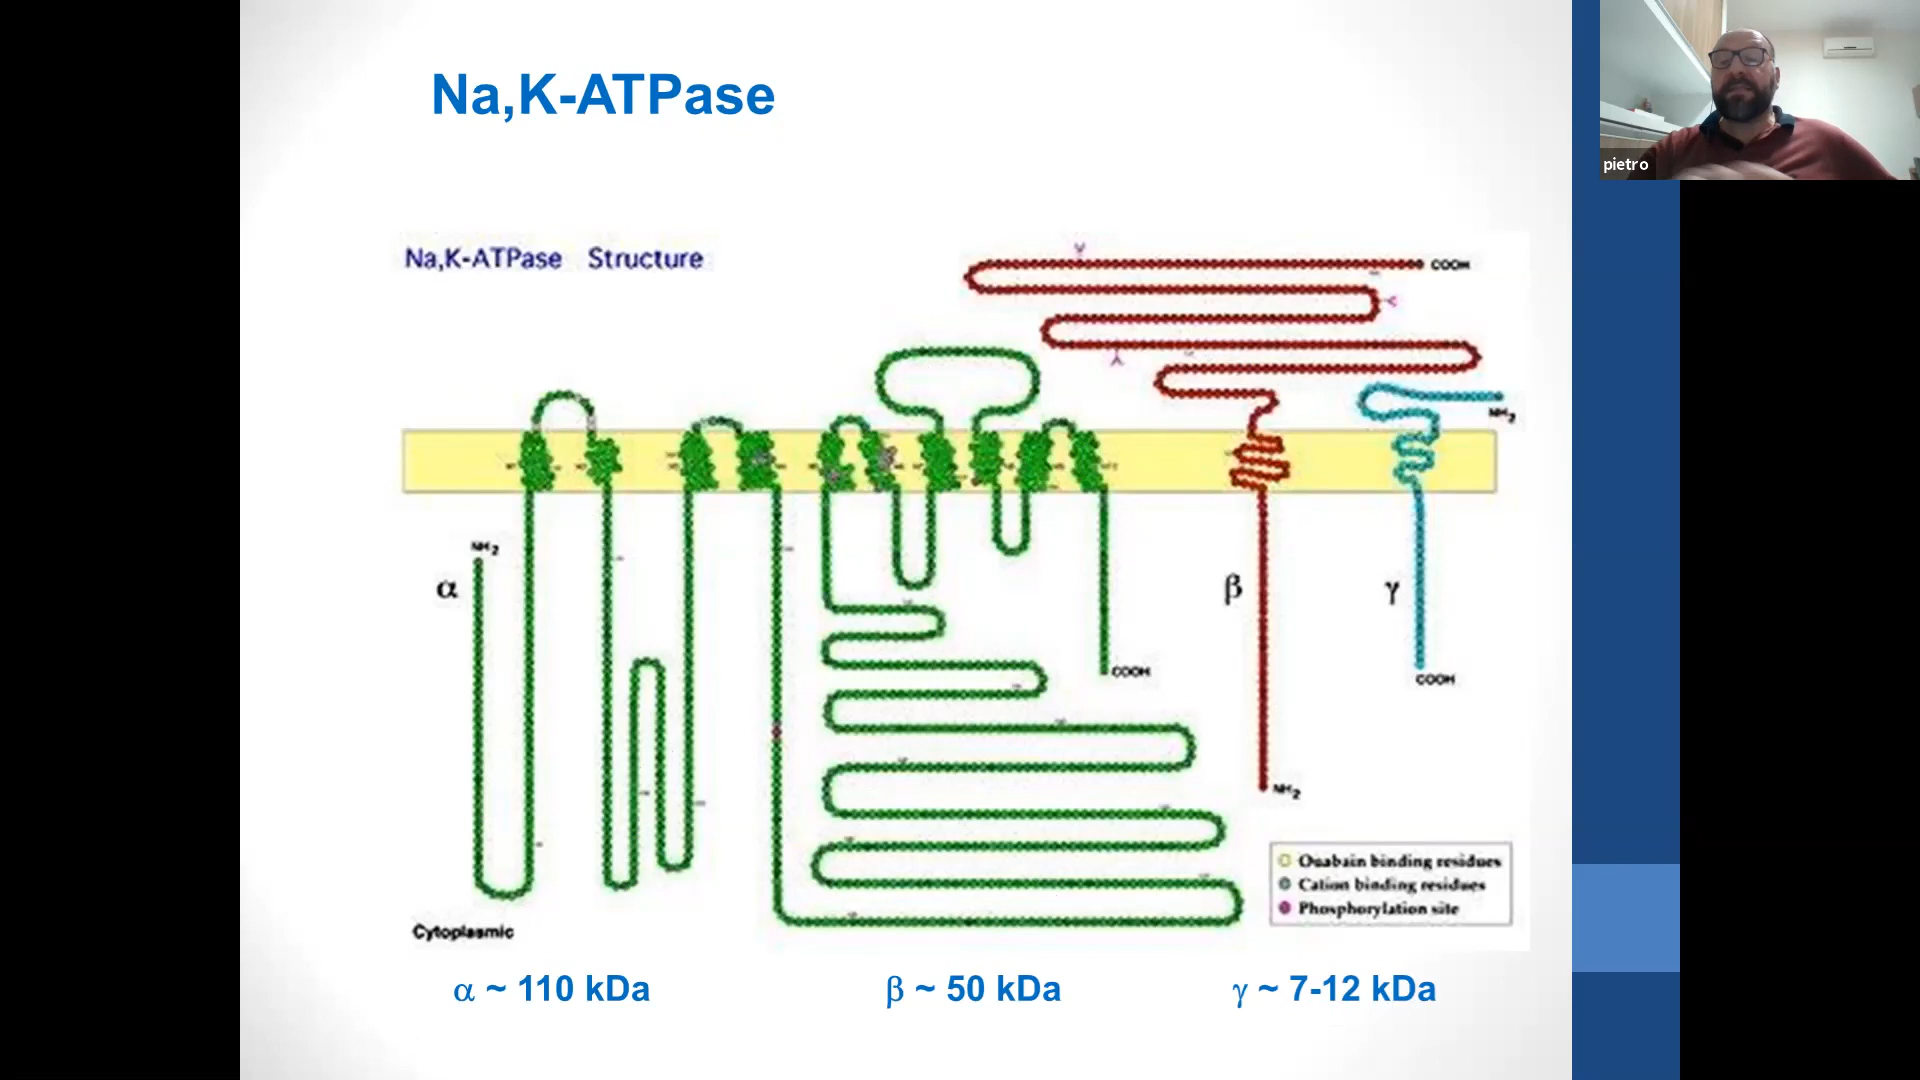 Na,K-ATPase
pietro
Na,K-ATPase Structure
COOH
NH2
NH2
α
β
γ
COOH
COOH
NH2
Ouabain binding residues
Cation binding residues
Phosphorylation site
Cytoplasmic
α ~ 110 kDa
β ~ 50 kDa
γ ~ 7-12 kDa